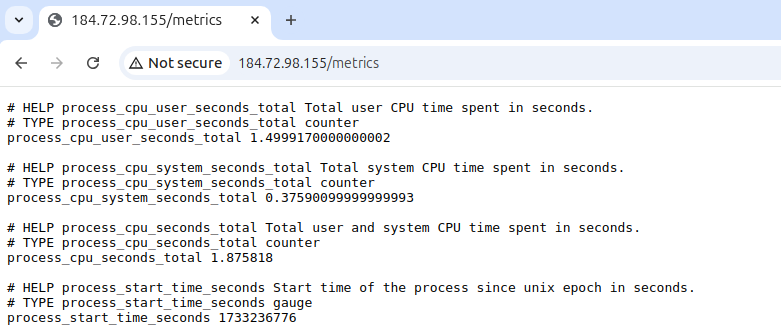 184.72.98.155/metrics
Not secure 184.72.98.155/metrics
# HELP process_cpu_user_seconds_total Total user CPU time spent in seconds.
# TYPE process_cpu_user_seconds_total counter
process_cpu_user_seconds_total 1.4999170000000002
# HELP process_cpu_system_seconds_total Total system CPU time spent in seconds.
# TYPE process_cpu_system_seconds_total counter
process_cpu_system_seconds_total 0.37590099999999993
# HELP process_cpu_seconds_total Total user and system CPU time spent in seconds.
# TYPE process_cpu_seconds_total counter
process_cpu_seconds_total 1.875818
# HELP process_start_time_seconds Start time of the process since unix epoch in seconds.
# TYPE process_start_time_seconds gauge
process_start_time_seconds 1733236776